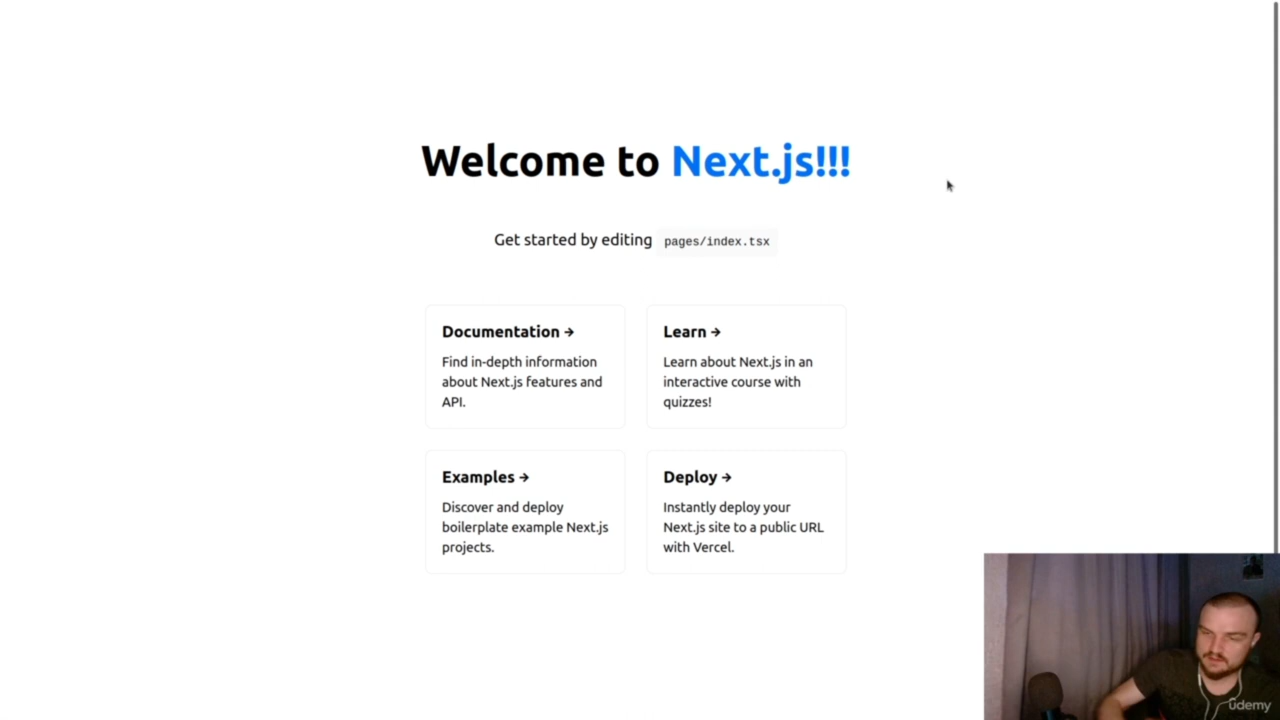 Welcome to Next.js!!!
Get started by editing pages/index.tsx
Documentation →
Find in-depth information
about Next.js features and
API.
Learn →
Learn about Next.js in an
interactive course with
quizzes!
Examples →
Discover and deploy
boilerplate example Next.js
projects.
Deploy →
Instantly deploy your
Next.js site to a public URL
with Vercel.
udemy